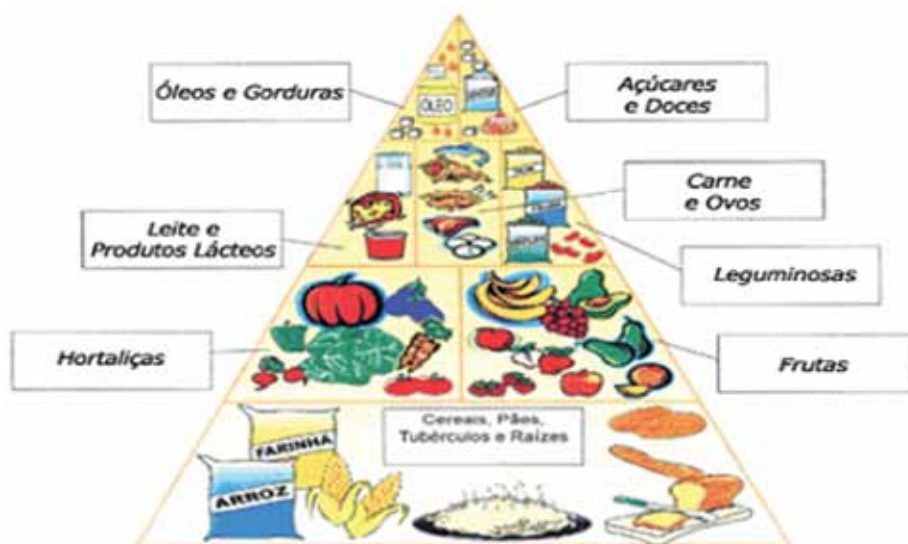 Óleos e Gorduras
Açúcares
e Doces
ÓLEO
Carne
e Ovos
Leite e
Produtos Lácteos
Leguminosas
Hortaliças
Frutas
Cereais, Pães,
Tubérculos e Raízes
FARINHA
ARROZ